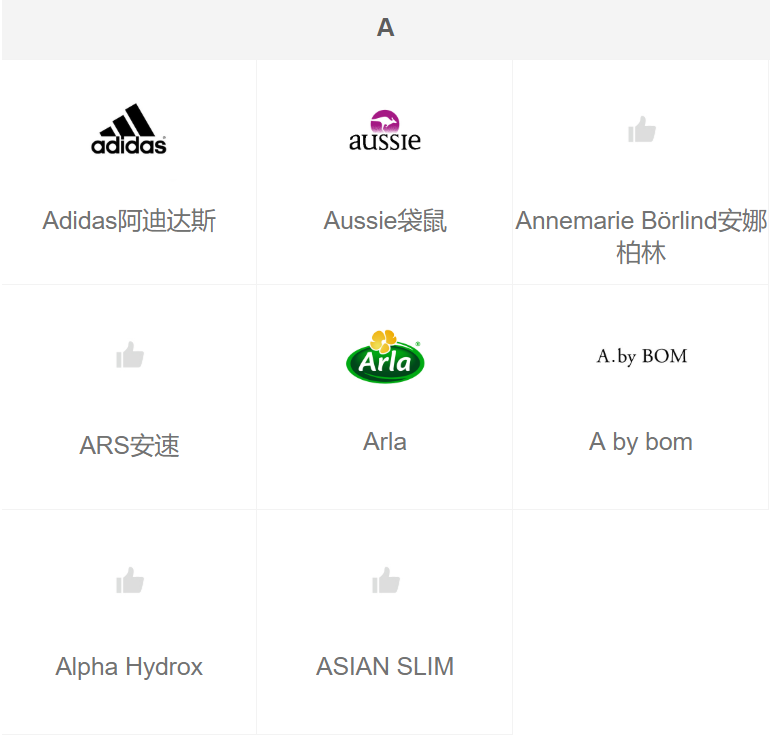 A
adidas
Adidas阿迪达斯
aussie
Aussie袋鼠
Annemarie Börlind安娜
柏林
ARS安速
Arla
Arla
A.by BOM
A by bom
Alpha Hydrox
ASIAN SLIM